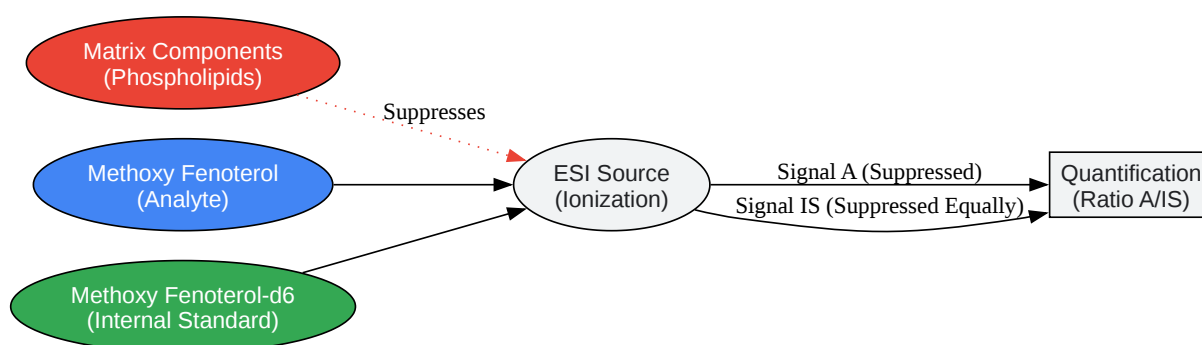 Matrix Components
(Phospholipids)
Suppresses
Methoxy Fenoterol
(Analyte)
ESI Source
(Ionization)
Signal A (Suppressed)
Signal IS (Suppressed Equally)
Quantification
(Ratio A/IS)
Methoxy Fenoterol-d6
(Internal Standard)